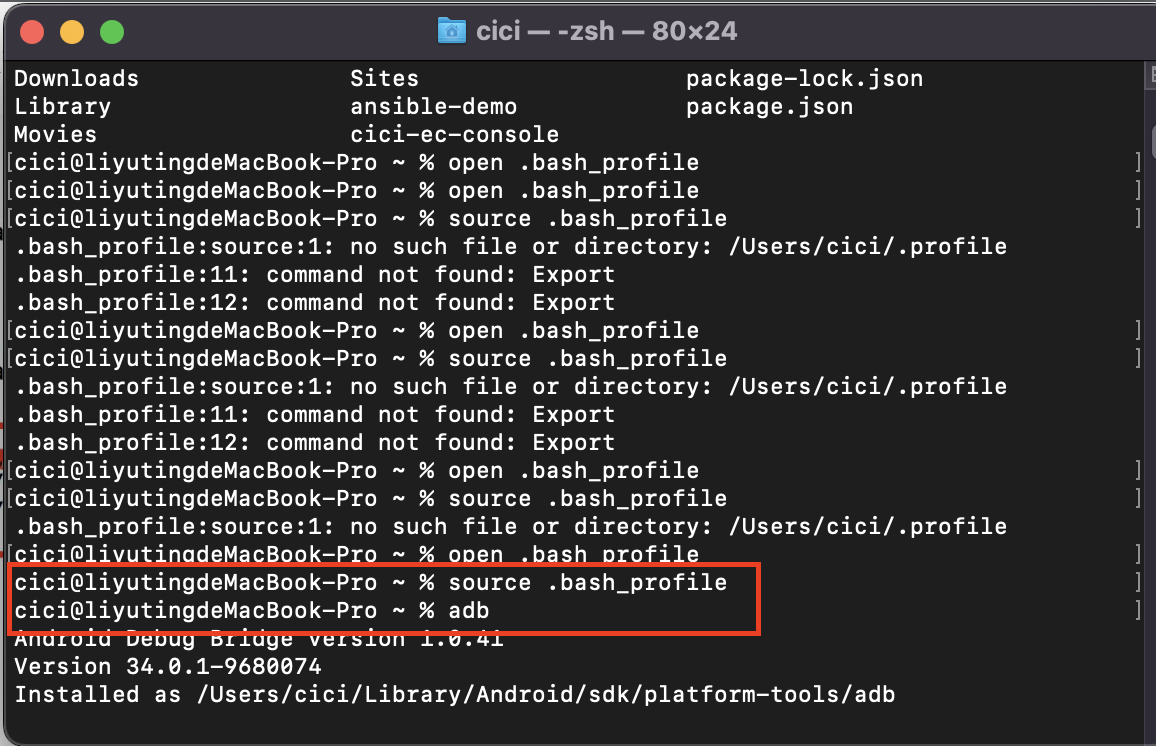 cici — -zsh — 80×24
Downloads Sites package-lock.json
Library ansible-demo package.json
Movies cici-ec-console
[cici@liyutingdeMacBook-Pro ~ % open .bash_profile ]
[cici@liyutingdeMacBook-Pro ~ % open .bash_profile ]
[cici@liyutingdeMacBook-Pro ~ % source .bash_profile ]
.bash_profile:source:1: no such file or directory: /Users/cici/.profile
.bash_profile:11: command not found: Export
.bash_profile:12: command not found: Export
[cici@liyutingdeMacBook-Pro ~ % open .bash_profile ]
[cici@liyutingdeMacBook-Pro ~ % source .bash_profile ]
.bash_profile:source:1: no such file or directory: /Users/cici/.profile
.bash_profile:11: command not found: Export
.bash_profile:12: command not found: Export
[cici@liyutingdeMacBook-Pro ~ % open .bash_profile ]
[cici@liyutingdeMacBook-Pro ~ % source .bash_profile ]
.bash_profile:source:1: no such file or directory: /Users/cici/.profile
[cici@liyutingdeMacBook-Pro ~ % open .bash_profile ]
cici@liyutingdeMacBook-Pro ~ % source .bash_profile ]
cici@liyutingdeMacBook-Pro ~ % adb ]
Android Debug Bridge version 1.0.41
Version 34.0.1-9680074
Installed as /Users/cici/Library/Android/sdk/platform-tools/adb